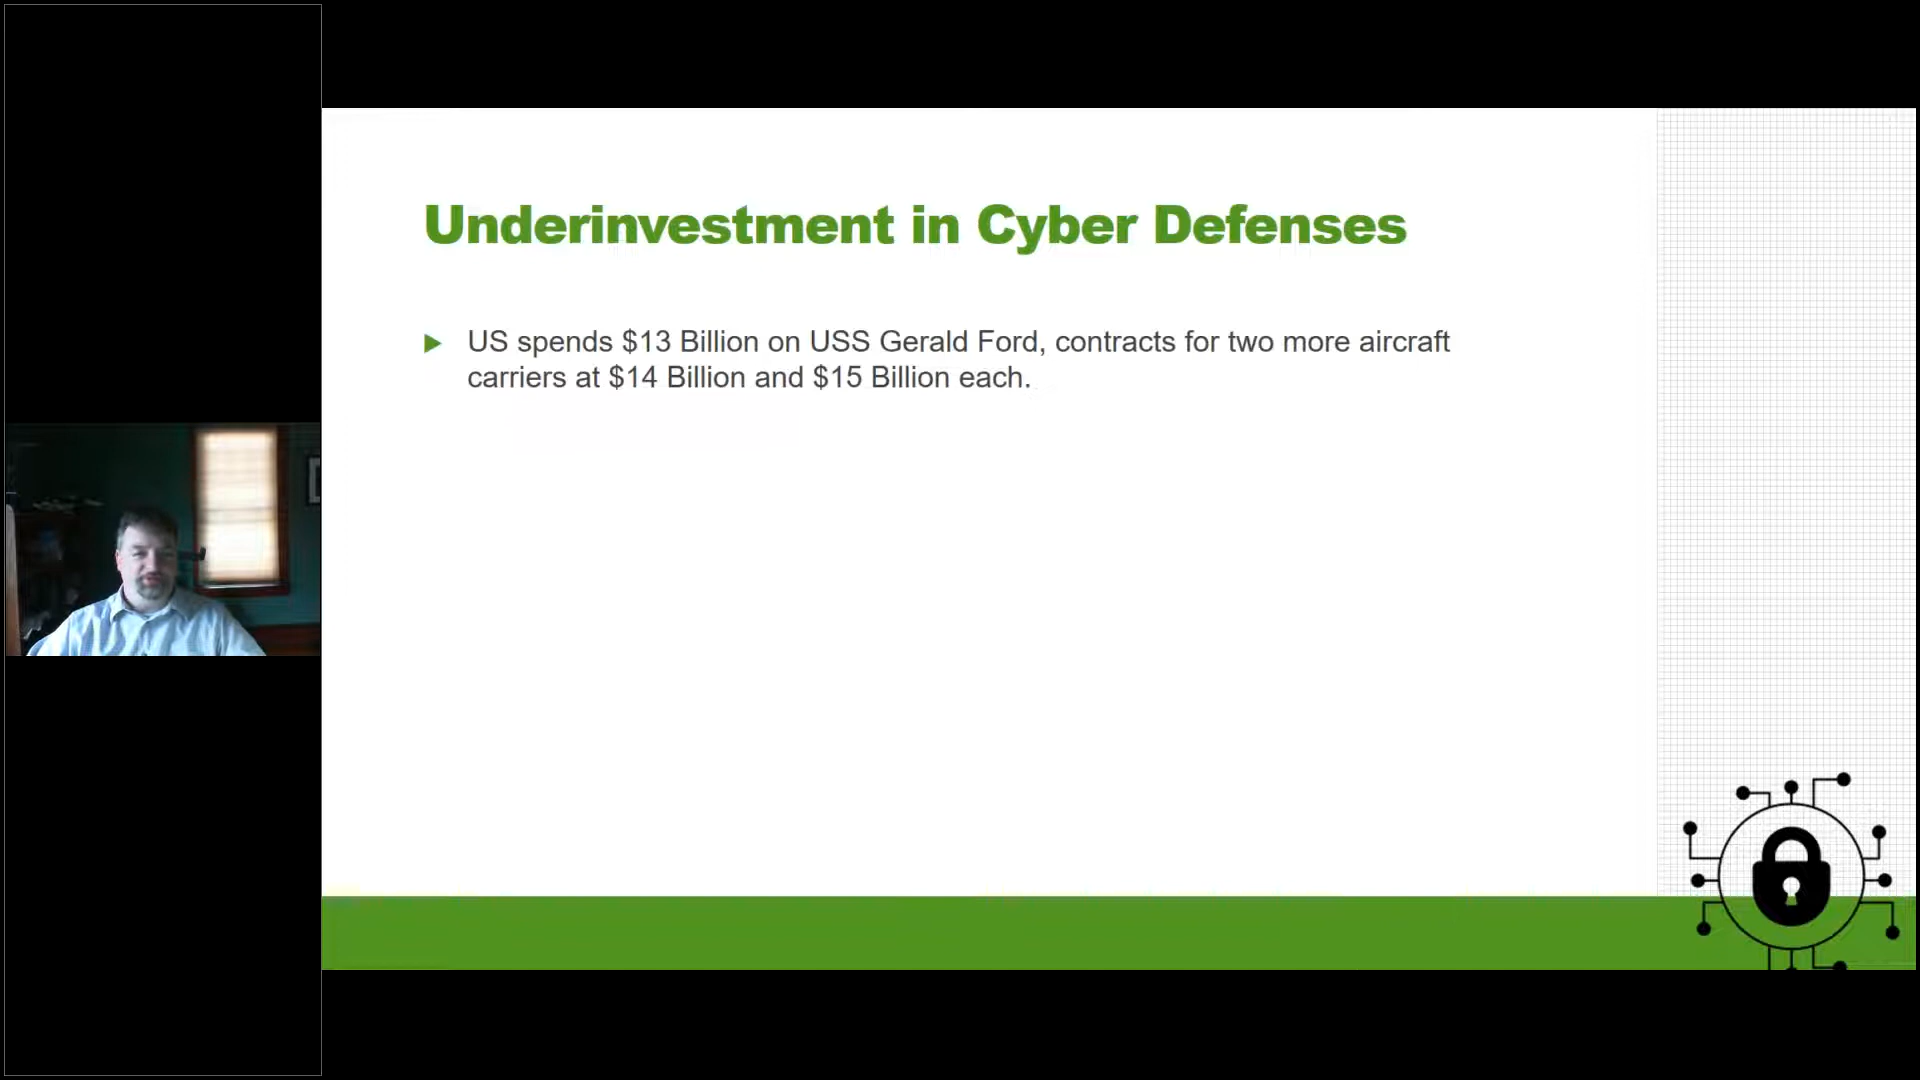 Underinvestment in Cyber Defenses
US spends $13 Billion on USS Gerald Ford, contracts for two more aircraft
carriers at $14 Billion and $15 Billion each.